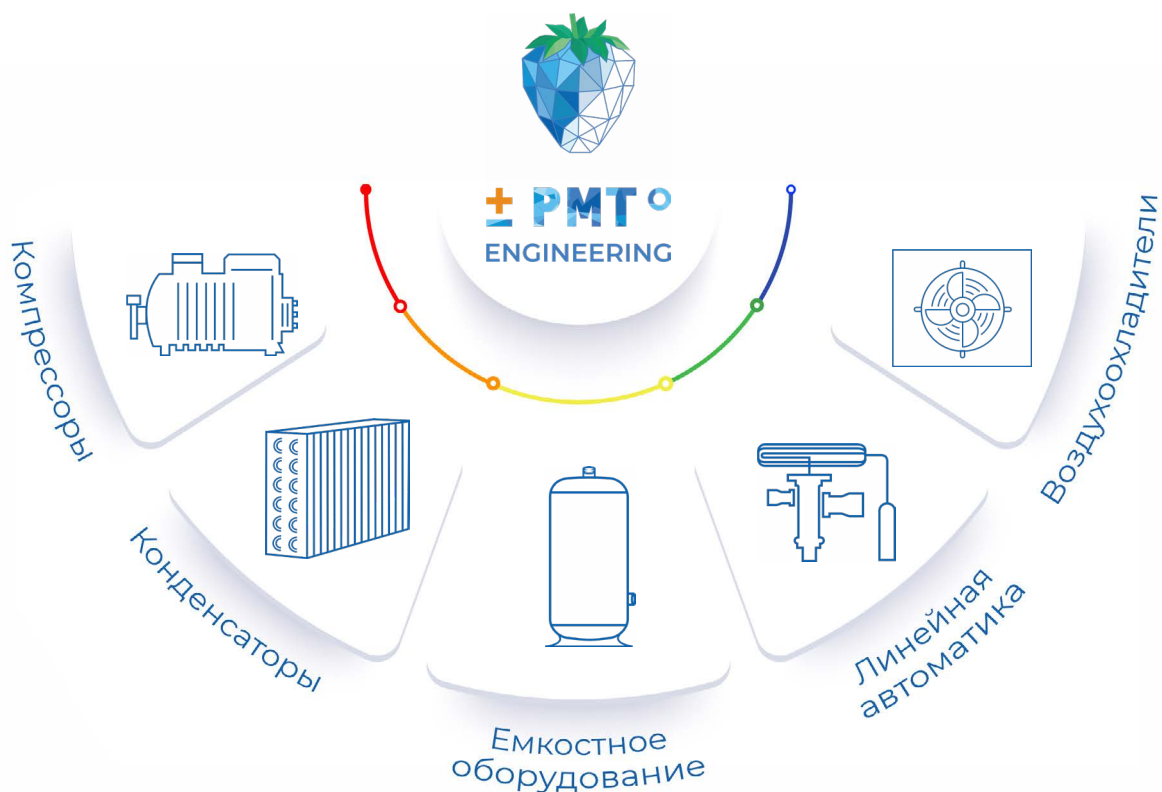 ± PMT °
ENGINEERING
Компрессоры
Конденсаторы
Емкостное
оборудование
Линейная
автоматика
Воздухоохладители